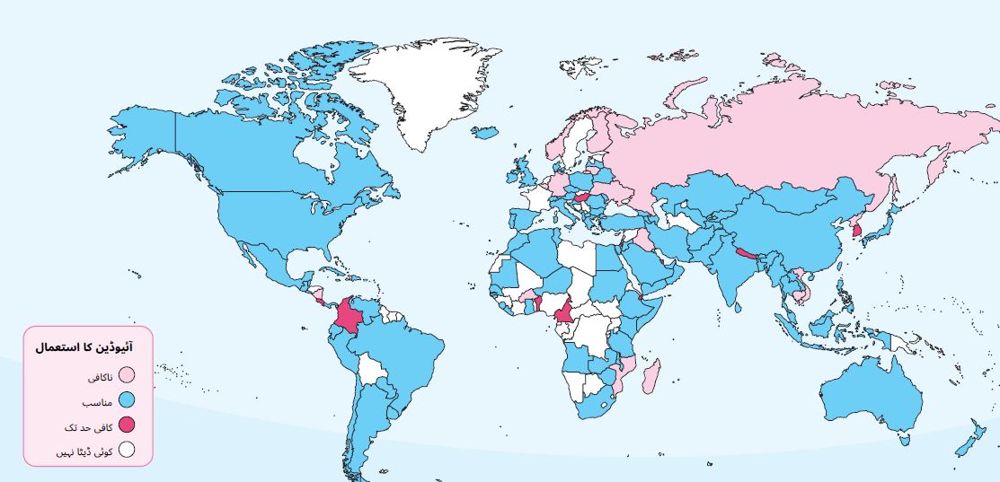 آئیوڈین کا استعمال
ناکافی
مناسب
کافی حد تک
کوئی ڈیٹا نہیں